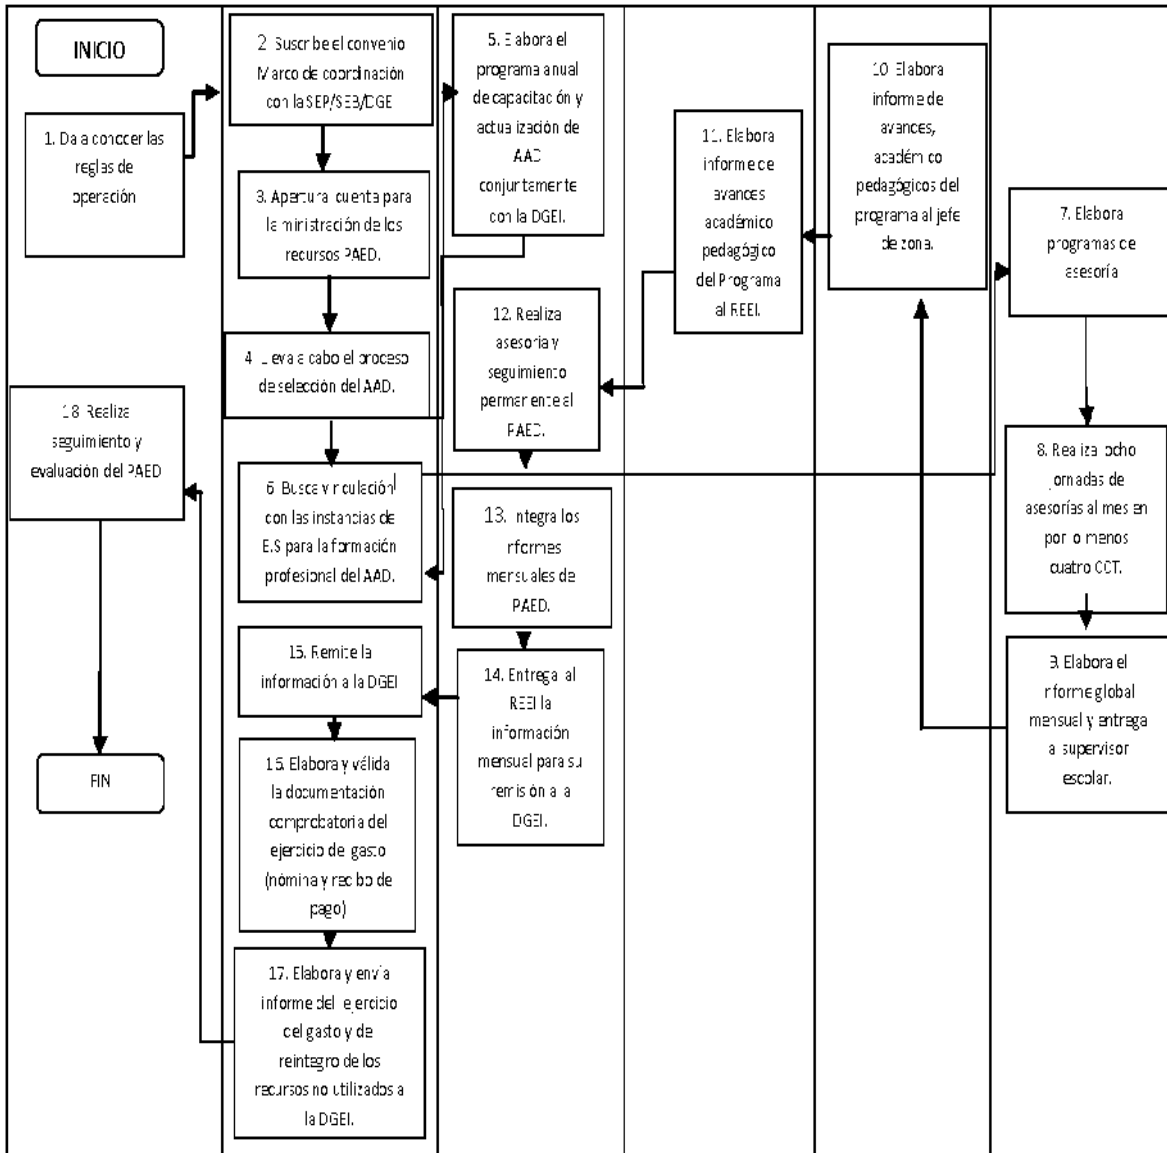 INICIO
1. Da a conocer las
reglas de
operación
2. Suscribe el convenio
Marco de coordinación
con la SEP/SEB/DGE
3. Apertura cuenta para
la ministración de los
recursos PAED.
4. Lleva a cabo el proceso
de selección del AAD.
5. Elabora el
programa anual
de capacitación y
actualización de
AAD
conjuntamente
con la DGEI.
6. Busca vinculación
con las instancias de
E.S para la formación
profesional del AAD.
7. Elabora
programas de
asesoría
8. Realiza ocho
jornadas de
asesorías al mes en
por lo menos
cuatro CCT.
9. Elabora el
informe global
mensual y entrega
a supervisor
escolar.
10. Elabora
informe de
avances,
académico
pedagógicos del
programa al jefe
de zona.
11. Elabora
informe de
avances
académico
pedagógico
del Programa
al REEI.
12. Realiza
asesoría y
seguimiento
permanente al
PAED.
13. Integra los
informes
mensuales de
PAED.
14. Entrega al
REEI la
información
mensual para su
remisión a la
DGEI.
15. Remite la
información a la DGEI
16. Elabora y válida
la documentación
comprobatoria del
ejercicio de gasto
(nómina y recibo de
pago)
17. Elabora y envía
informe del ejercicio
del gasto y de
reintegro de los
recursos no utilizados a
la DGEI.
18. Realiza
seguimiento y
evaluación del PAED
FIN